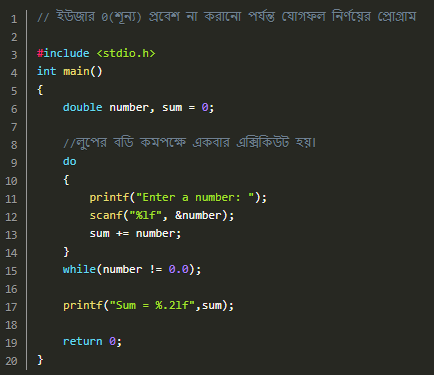 1 // ইউজার 0(শূন্য) প্রবেশ না করানো পর্যন্ত যোগফল নির্ণয়ের প্রোগ্রাম
2
3 #include <stdio.h>
4 int main()
5 {
6     double number, sum = 0;
7
8     //লুপের বডি কমপক্ষে একবার এক্সিকিউট হয়।
9     do
10     {
11         printf("Enter a number: ");
12         scanf("%lf", &number);
13         sum += number;
14     }
15     while(number != 0.0);
16
17     printf("Sum = %.2lf",sum);
18
19     return 0;
20 }